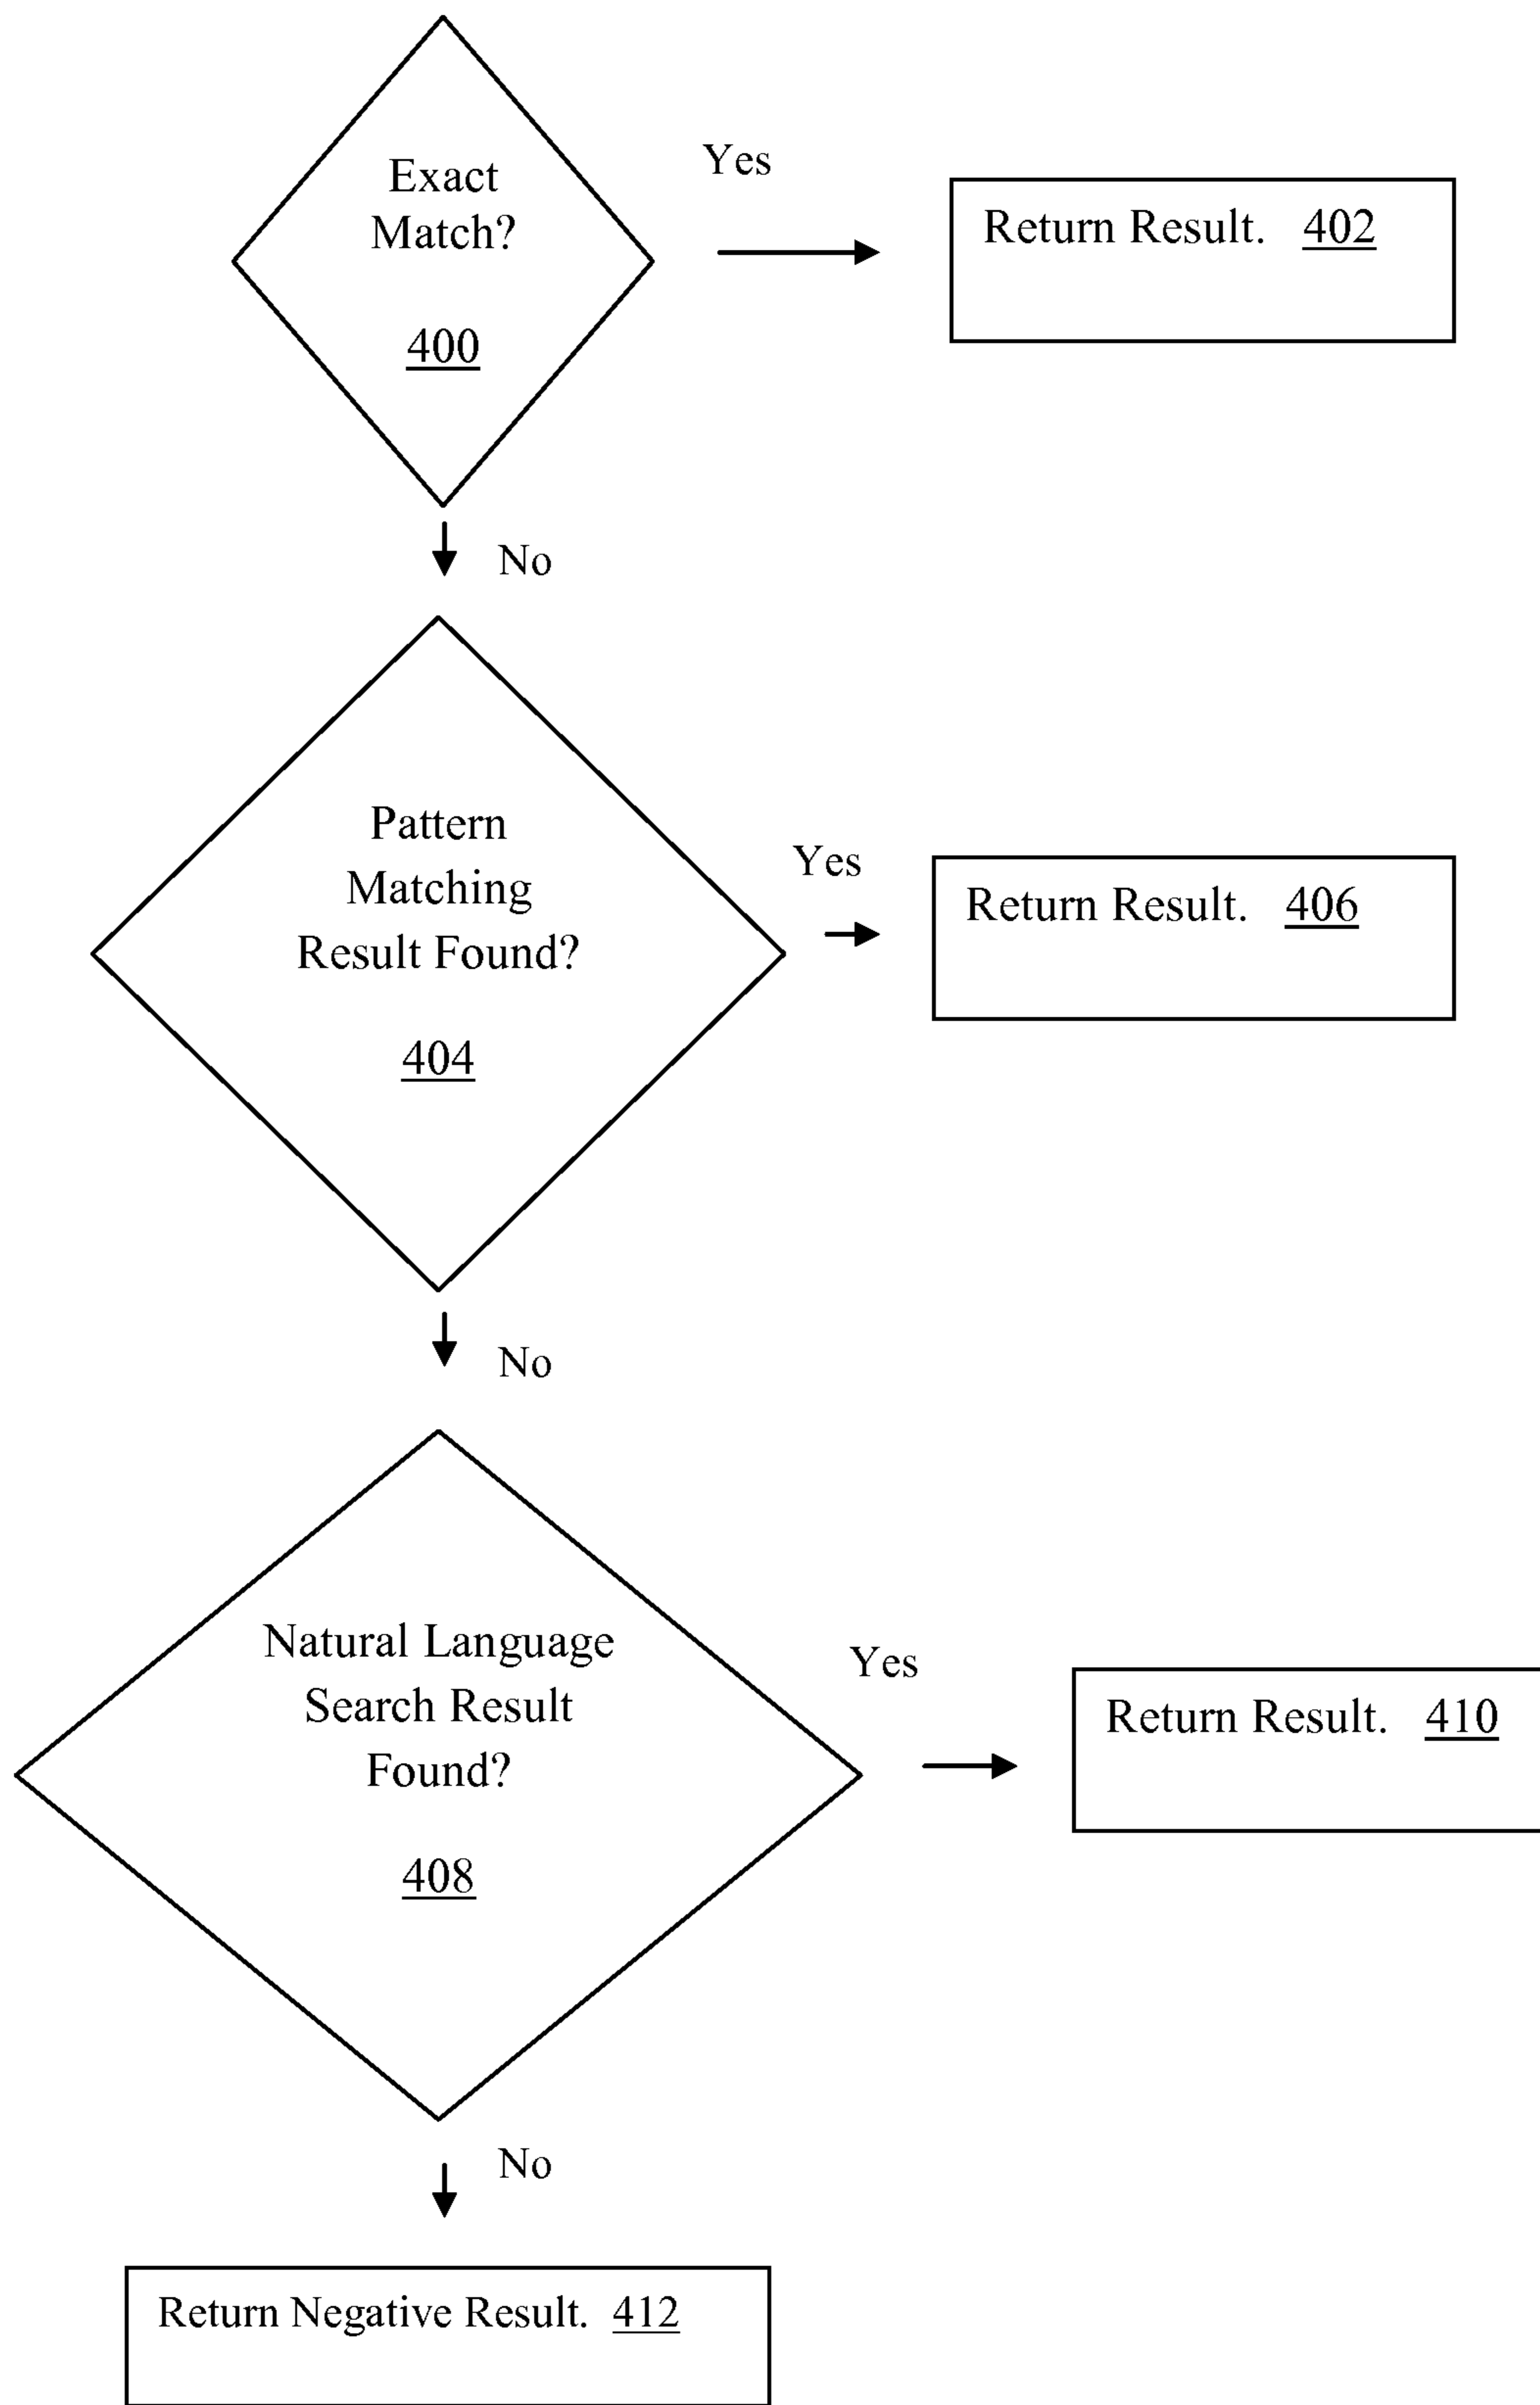 Exact
Match?
400
Yes
Return Result. 402
No
Pattern
Matching
Result Found?
404
Yes
Return Result. 406
No
Natural Language
Search Result
Found?
408
Yes
Return Result. 410
No
Return Negative Result. 412